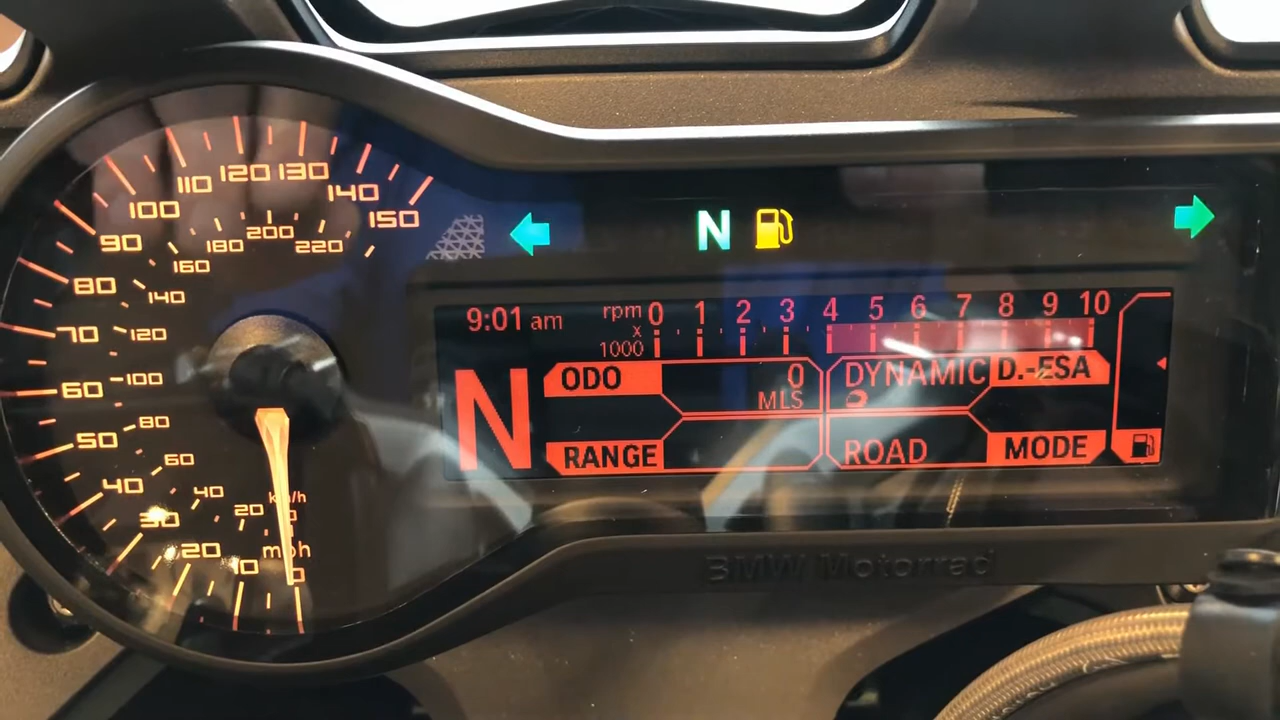 120 130
110 140
100 150
200
90 180 220
160
80 140
70 120
60 100
50 80
60
40 40
30 20 km/h
0
20 mph
10 0
N
9:01 am
rpm 0 1 2 3 4 5 6 7 8 9 10
x
1000
N
ODO 0
MLS
RANGE
DYNAMIC D.-ESA
ROAD MODE
BMW Motorrad